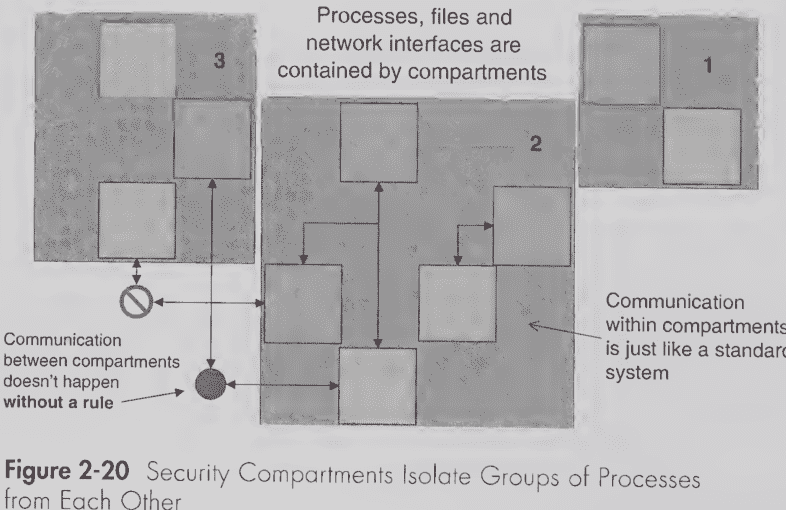 Processes, files and
network interfaces are
contained by compartments
3
1
2
Communication
within compartments
is just like a standard
system
Communication
between compartments
doesn't happen
without a rule
Figure 2-20 Security Compartments Isolate Groups of Processes
from Each Other